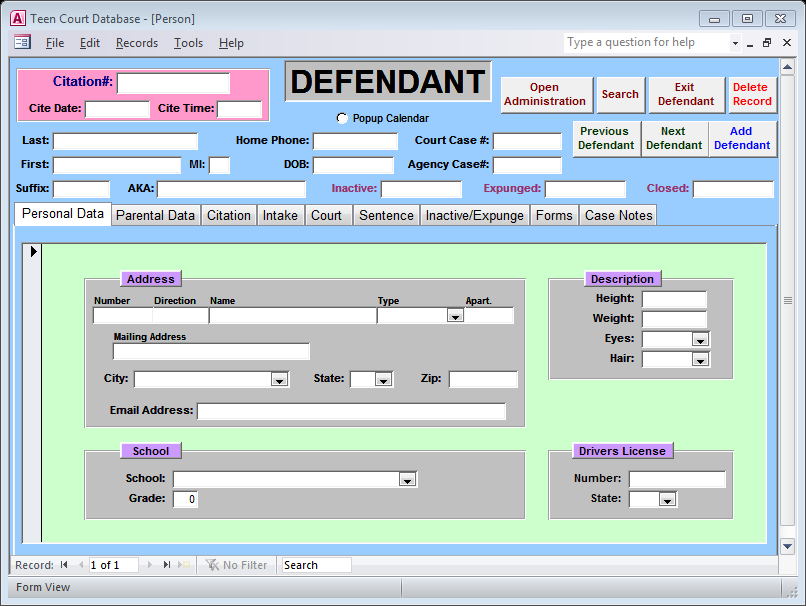 Teen Court Database - [Person]
File Edit Records Tools Help
Type a question for help
Citation#:
Cite Date: Cite Time:
DEFENDANT
Popup Calendar
Open Administration
Search
Exit Defendant
Delete Record
Previous Defendant
Next Defendant
Add Defendant
Last: Home Phone: Court Case #:
First: MI: DOB: Agency Case#:
Suffix: AKA: Inactive: Expunged: Closed:
Personal Data Parental Data Citation Intake Court Sentence Inactive/Expunge Forms Case Notes
Address
Number Direction Name Type Apart.
Mailing Address
City: State: Zip:
Email Address:
Description
Height:
Weight:
Eyes:
Hair:
School
School:
Grade: 0
Drivers License
Number:
State:
Record: 1 of 1 No Filter Search
Form View